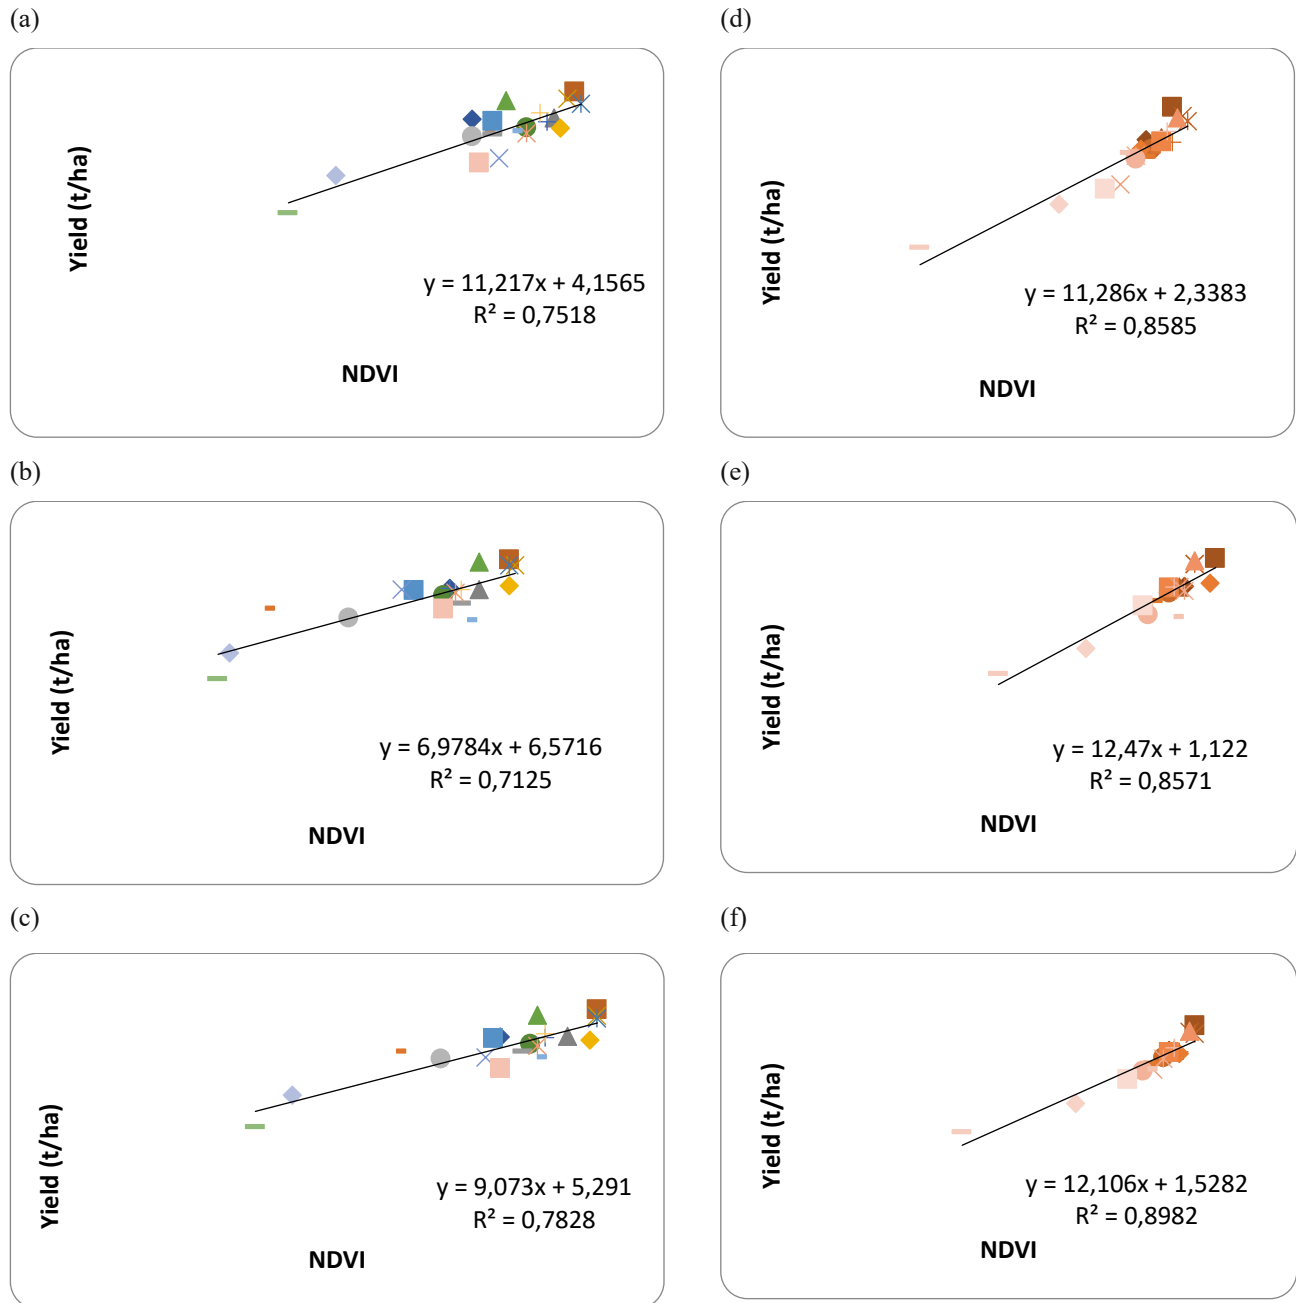 (a)
Yield (t/ha)
y = 11,217x + 4,1565
R² = 0,7518
NDVI
(d)
Yield (t/ha)
y = 11,286x + 2,3383
R² = 0,8585
NDVI
(b)
Yield (t/ha)
y = 6,9784x + 6,5716
R² = 0,7125
NDVI
(e)
Yield (t/ha)
y = 12,47x + 1,122
R² = 0,8571
NDVI
(c)
Yield (t/ha)
y = 9,073x + 5,291
R² = 0,7828
NDVI
(f)
Yield (t/ha)
y = 12,106x + 1,5282
R² = 0,8982
NDVI